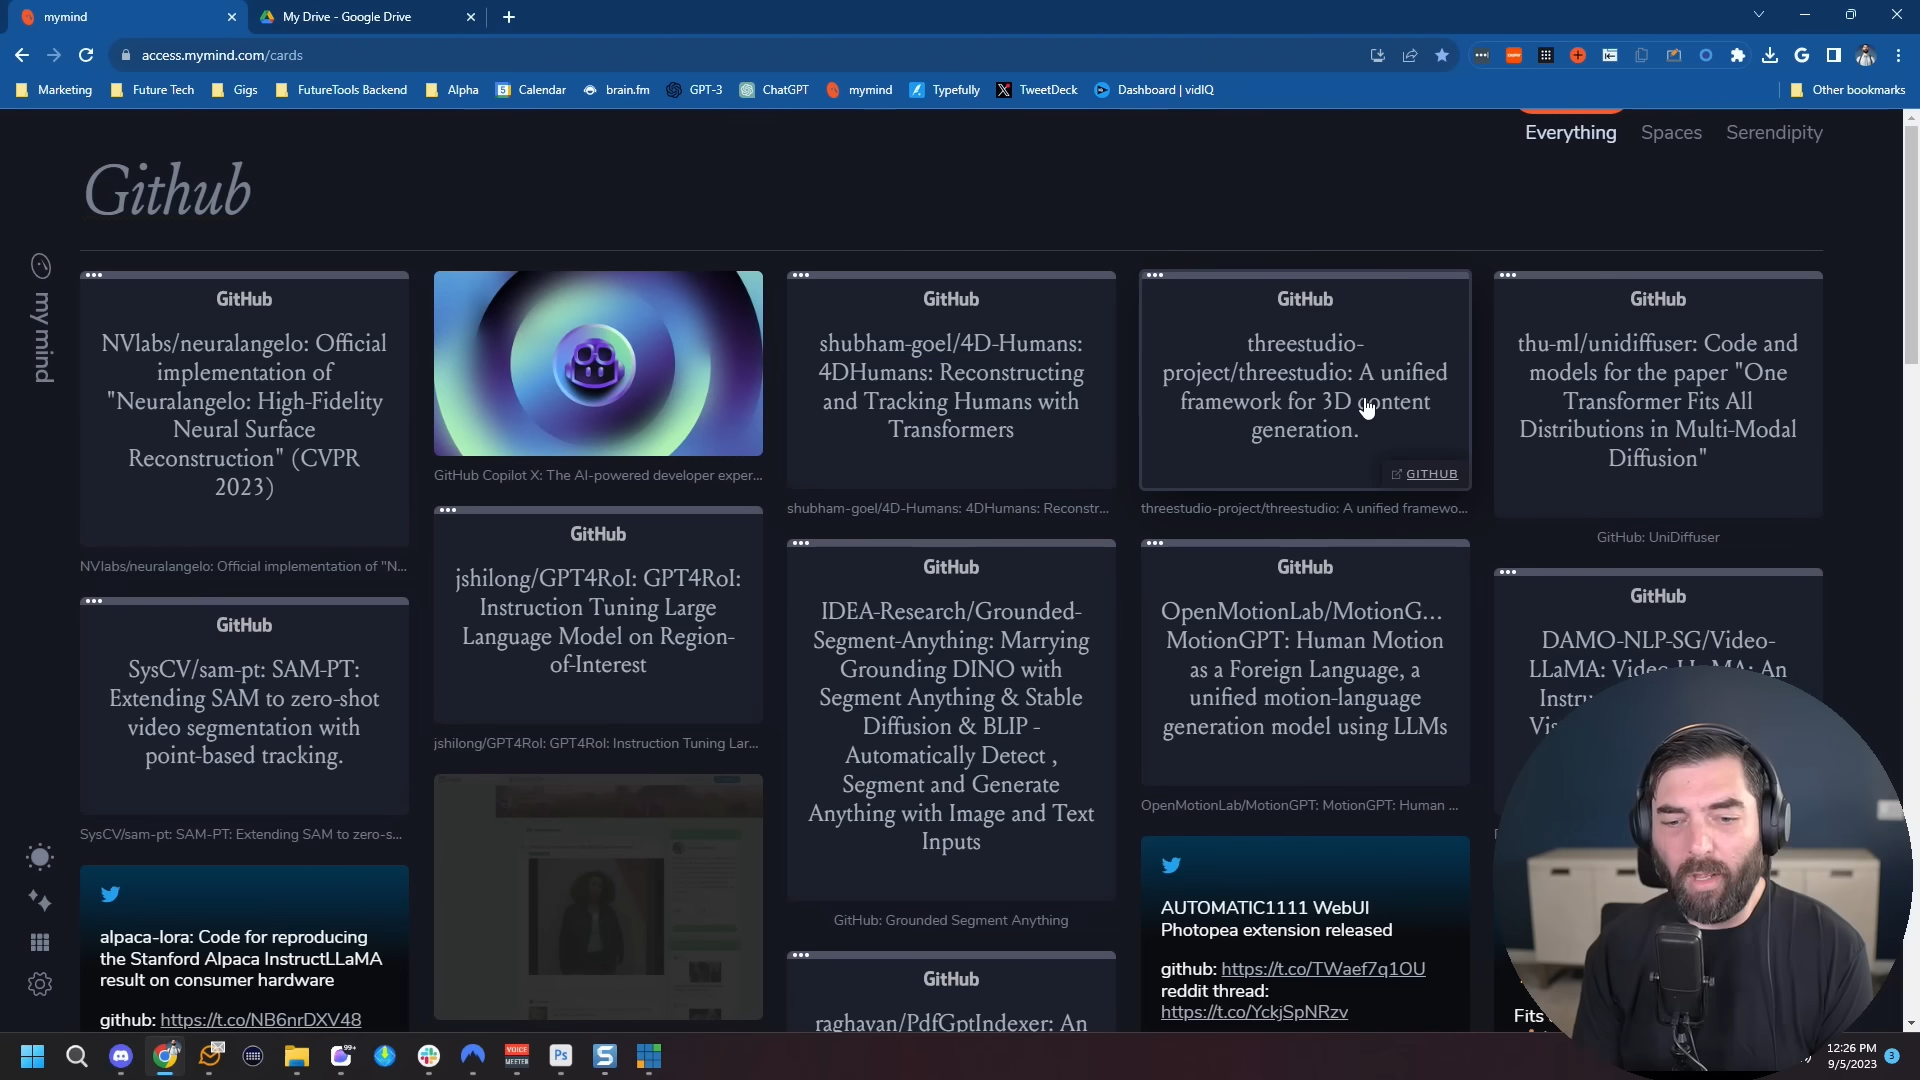 mymind
My Drive - Google Drive
access.mymind.com/cards
Marketing
Future Tech
Gigs
FutureTools Backend
Alpha
Calendar
brain.fm
GPT-3
ChatGPT
mymind
Typefully
TweetDeck
Dashboard | vidIQ
Other bookmarks
Everything
Spaces
Serendipity
Github
my mind
GitHub
NVlabs/neuralangelo: Official
implementation of
"Neuralangelo: High-Fidelity
Neural Surface
Reconstruction" (CVPR
2023)
NVlabs/neuralangelo: Official implementation of "N...
GitHub
SysCV/sam-pt: SAM-PT:
Extending SAM to zero-shot
video segmentation with
point-based tracking.
SysCV/sam-pt: SAM-PT: Extending SAM to zero-s...
alpaca-lora: Code for reproducing
the Stanford Alpaca InstructLLaMA
result on consumer hardware
github: https://t.co/NB6nrDXV48
GitHub Copilot X: The AI-powered developer exper...
GitHub
jshilong/GPT4RoI: GPT4RoI:
Instruction Tuning Large
Language Model on Region-
of-Interest
jshilong/GPT4RoI: GPT4RoI: Instruction Tuning Lar...
GitHub
shubham-goel/4D-Humans:
4DHumans: Reconstructing
and Tracking Humans with
Transformers
shubham-goel/4D-Humans: 4DHumans: Reconstr...
GitHub
IDEA-Research/Grounded-
Segment-Anything: Marrying
Grounding DINO with
Segment Anything & Stable
Diffusion & BLIP -
Automatically Detect ,
Segment and Generate
Anything with Image and Text
Inputs
GitHub: Grounded Segment Anything
GitHub
raghavan/PdfGptIndexer: An
GitHub
threestudio-
project/threestudio: A unified
framework for 3D content
generation.
GITHUB
threestudio-project/threestudio: A unified framewo...
GitHub
OpenMotionLab/MotionG...
MotionGPT: Human Motion
as a Foreign Language, a
unified motion-language
generation model using LLMs
OpenMotionLab/MotionGPT: MotionGPT: Human ...
AUTOMATIC1111 WebUI
Photopea extension released
github: https://t.co/TWaef7q1OU
reddit thread:
https://t.co/YckjSpNRzv
GitHub
thu-ml/unidiffuser: Code and
models for the paper "One
Transformer Fits All
Distributions in Multi-Modal
Diffusion"
GitHub: UniDiffuser
GitHub
DAMO-NLP-SG/Video-
LLaMA: An
Fits
99+
VOICE
MEETER
Ps
S
12:26 PM
9/5/2023
3